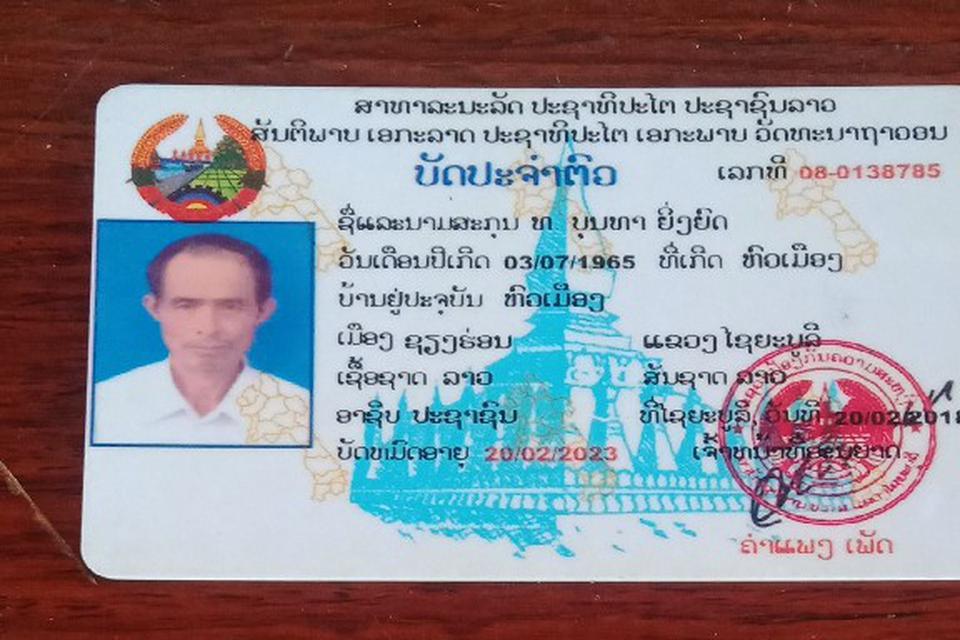 ສາທາລະນະລັດ ປະຊາທິປະໄຕ ປະຊາຊົນລາວ
ສັນຕິພາບ ເອກະລາດ ປະຊາທິປະໄຕ ເອກະພາບ ວັດທະນາຖາວອນ
ບັດປະຈຳຕົວ
ເລກທີ 08-0138785
ຊື່ແລະນາມສະກຸນ ທ ບຸນທາ ຍິ່ງຍົດ
ວັນເດືອນປີເກີດ 03/07/1965 ທີ່ເກີດ ຫົວເມືອງ
ບ້ານຢູ່ປະຈຸບັນ ຫົວເມືອງ
ເມືອງ ຊຽງຮ່ອນ ແຂວງ ໄຊຍະບູລີ
ເຊື້ອຊາດ ລາວ ສັນຊາດ ລາວ
ອາຊີບ ປະຊາຊົນ ທີ່ໄຊຍະບູລີ, ວັນທີ 20/02/2018
ບັດຫມົດອາຍຸ 20/02/2023 ເຈົ້າຫນ້າທີ່ອະນຸຍາດ
ຄຳແພງ ເພັດ